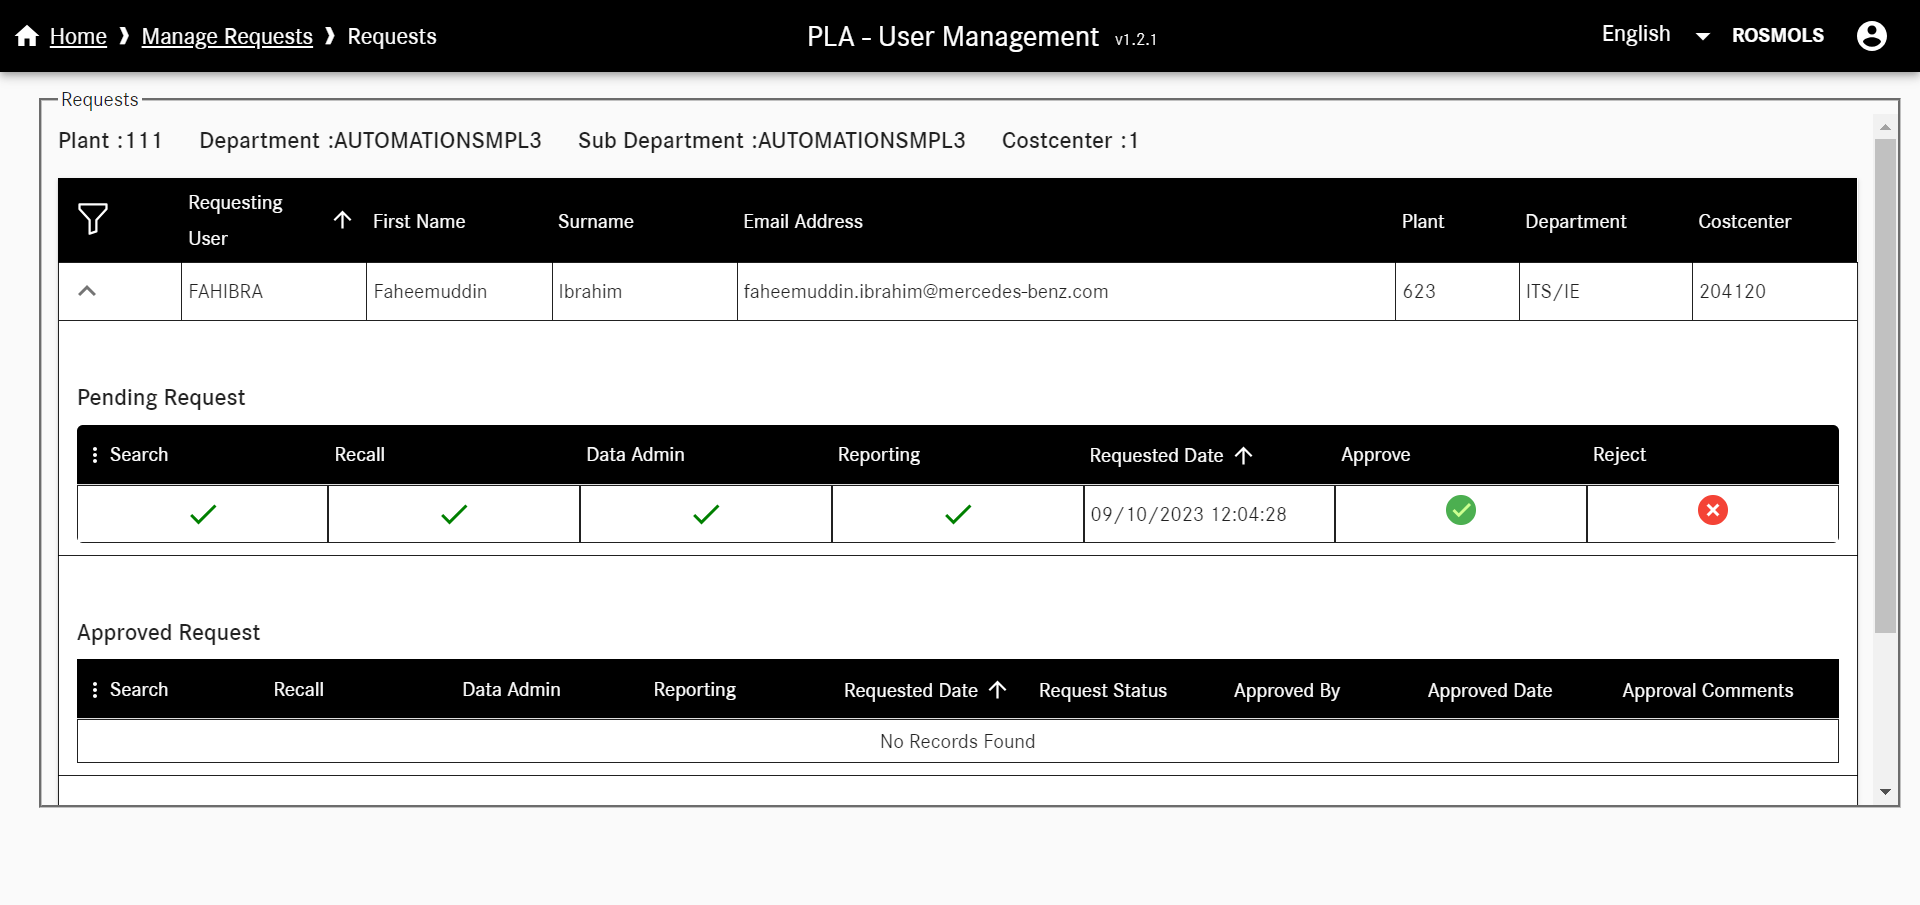 Home ❱ Manage Requests ❱ Requests
PLA - User Management v1.2.1
English
ROSMOLS
Requests
Plant :111 Department :AUTOMATIONSMPL3 Sub Department :AUTOMATIONSMPL3 Costcenter :1
Requesting User First Name Surname Email Address Plant Department Costcenter
FAHIBRA Faheemuddin Ibrahim faheemuddin.ibrahim@mercedes-benz.com 623 ITS/IE 204120
Pending Request
Search Recall Data Admin Reporting Requested Date Approve Reject
09/10/2023 12:04:28
Approved Request
Search Recall Data Admin Reporting Requested Date Request Status Approved By Approved Date Approval Comments
No Records Found